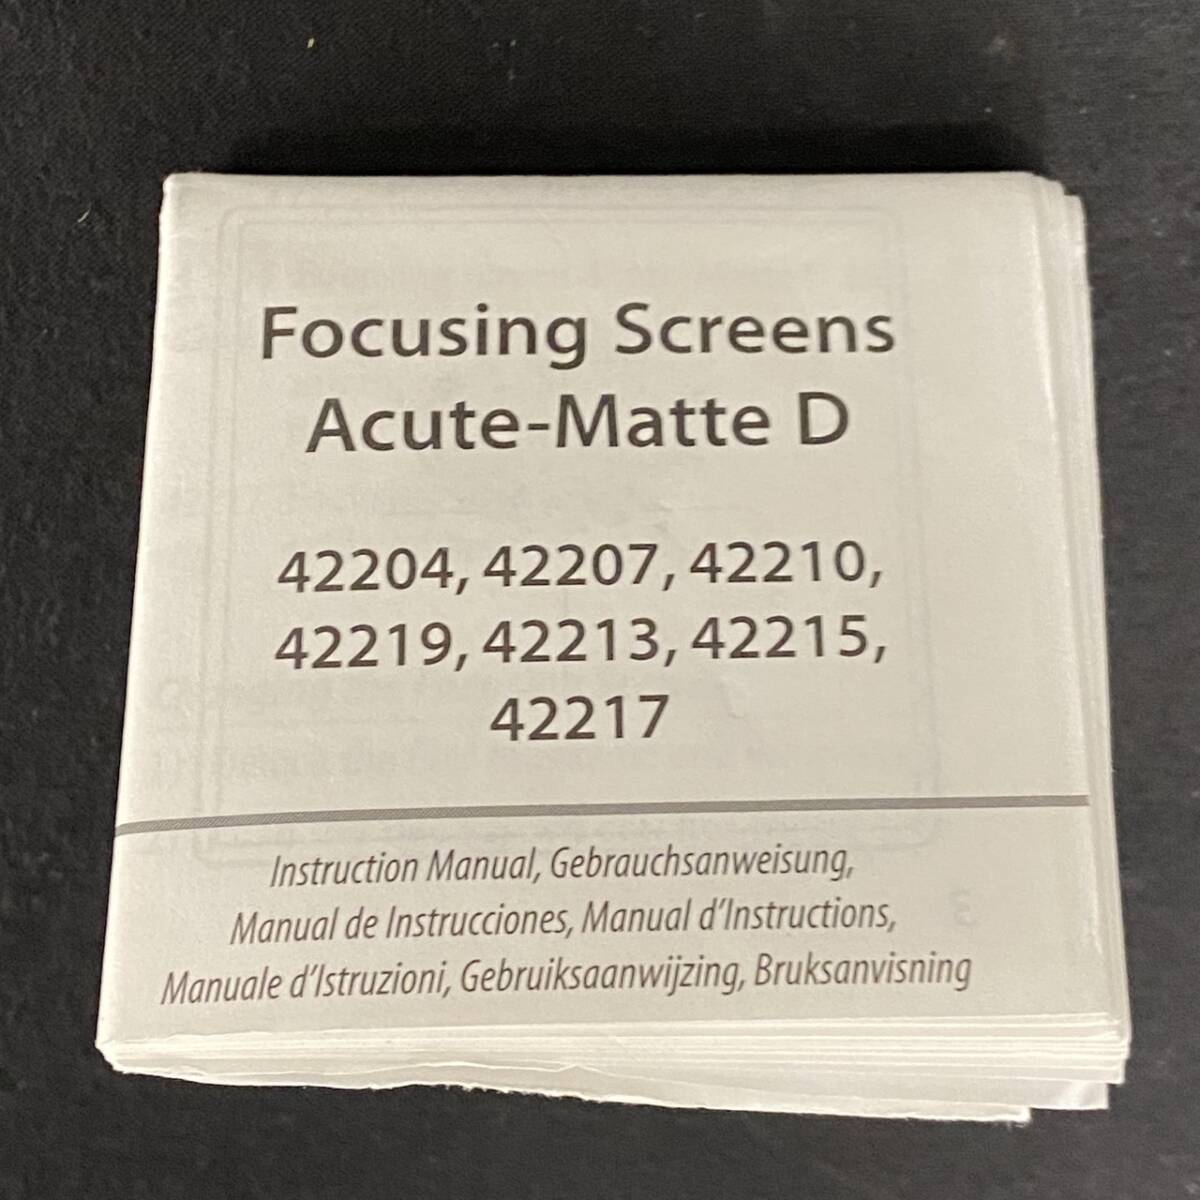 Focusing Screens
Acute-Matte D
42204, 42207, 42210,
42219, 42213, 42215,
42217
Instruction Manual, Gebrauchsanweisung,
Manual de Instrucciones, Manual d’Instructions,
Manuale d’Istruzioni, Gebruiksaanwijzing, Bruksanvisning